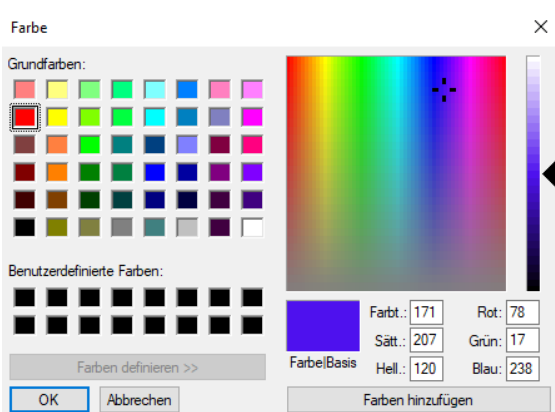 Farbe
Grundfarben:
Benutzerdefinierte Farben:
Farben definieren >>
OK
Abbrechen
Farbe|Basis
Farbt.: 171
Sätt.: 207
Hell.: 120
Rot: 78
Grün: 17
Blau: 238
Farben hinzufügen